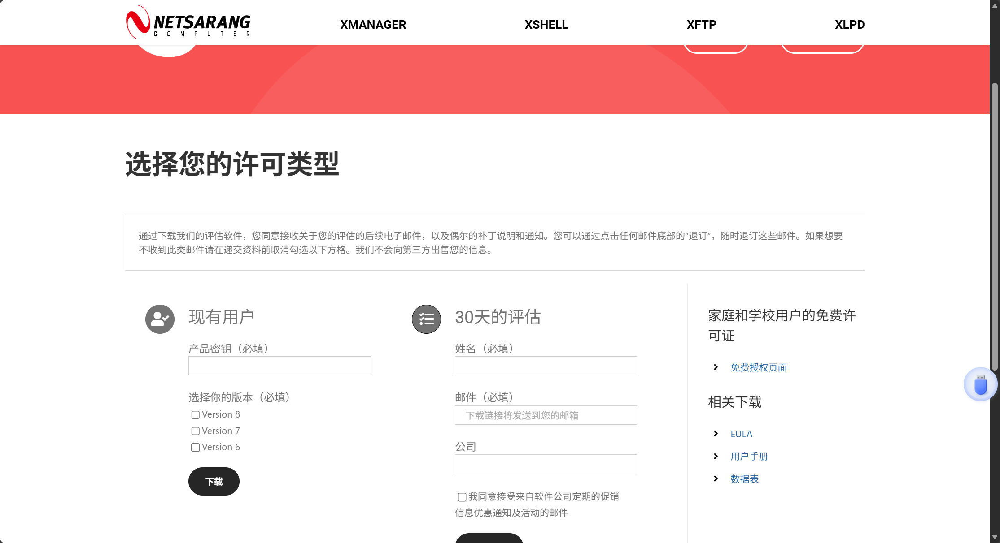 NETSARANG
COMPUTER
XMANAGER
XSHELL
XFTP
XLPD
选择您的许可类型
通过下载我们的评估软件，您同意接收关于您的评估的后续电子邮件，以及偶尔的补丁说明和通知。您可以通过点击任何邮件底部的“退订”，随时退订这些邮件。如果想要
不收到此类邮件请在递交资料前取消勾选以下方格。我们不会向第三方出售您的信息。
现有用户
产品密钥（必填）
选择你的版本（必填）
Version 8
Version 7
Version 6
下载
30天的评估
姓名（必填）
邮件（必填）
下载链接将发送到您的邮箱
公司
我同意接受来自软件公司定期的促销
信息优惠通知及活动的邮件
家庭和学校用户的免费许
可证
免费授权页面
相关下载
EULA
用户手册
数据表